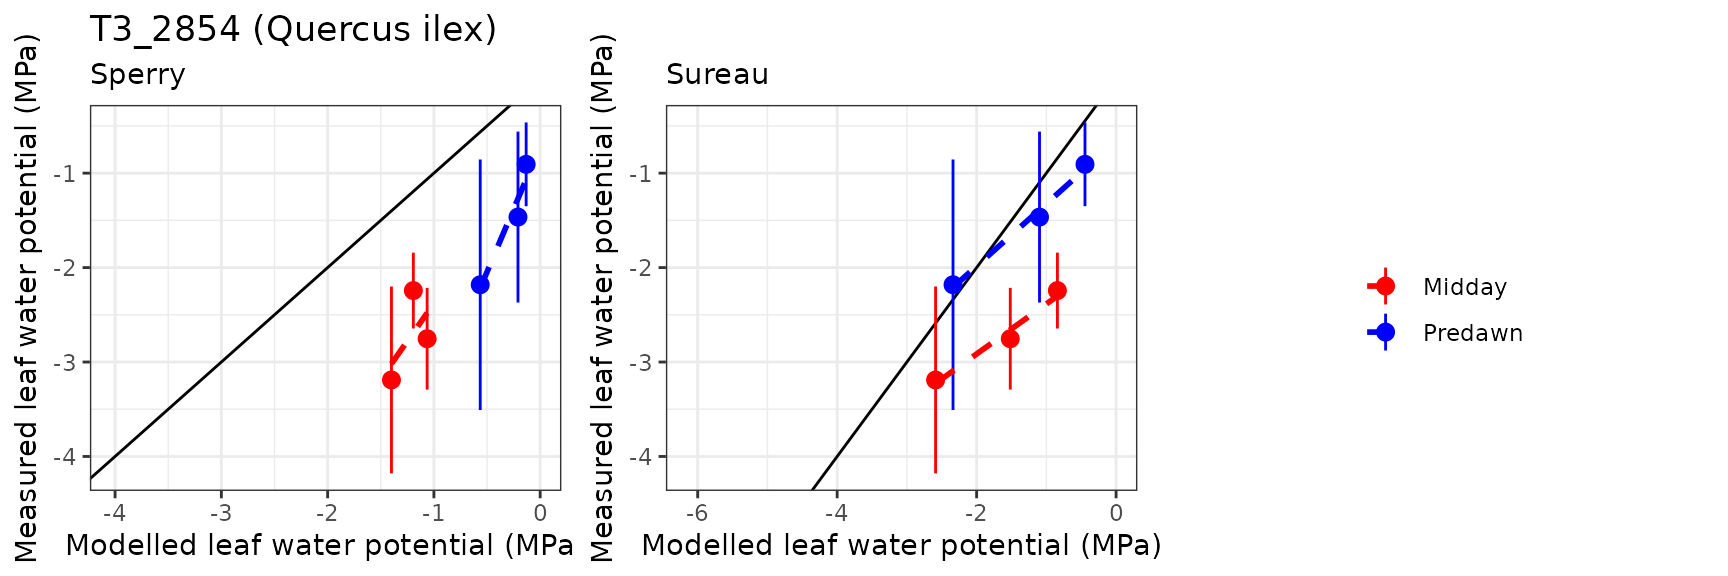 T3_2854 (Quercus ilex)
Sperry
Measured leaf water potential (MPa)
-1
-2
-3
-4
-4 -3 -2 -1 0
Modelled leaf water potential (MPa
Sureau
Measured leaf water potential (MPa)
-1
-2
-3
-4
-6 -4 -2 0
Modelled leaf water potential (MPa)
Midday
Predawn